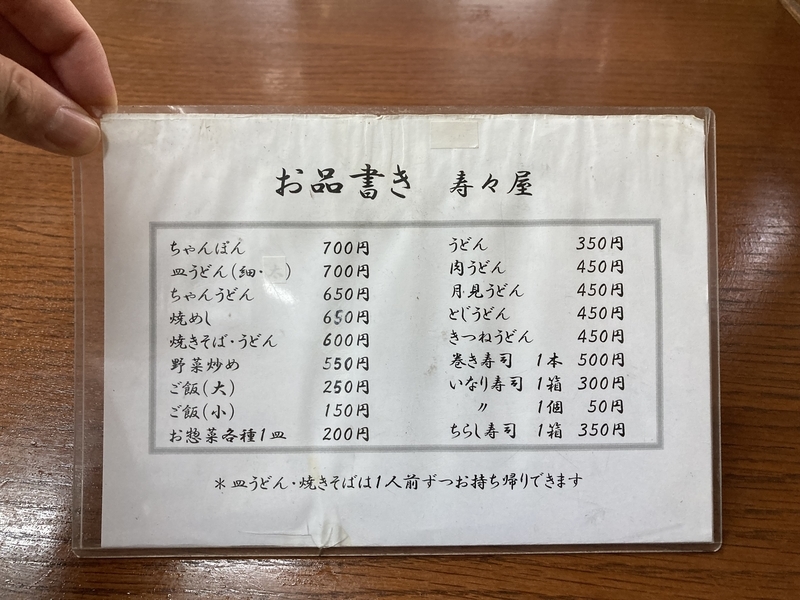 お品書き 寿々屋
ちゃんぽん 700円
皿うどん(細・ ) 700円
ちゃんうどん 650円
焼めし 650円
焼きそば・うどん 600円
野菜炒め 550円
ご飯(大) 250円
ご飯(小) 150円
お惣菜各種1皿 200円
うどん 350円
肉うどん 450円
月見うどん 450円
とじうどん 450円
きつねうどん 450円
巻き寿司 1本 500円
いなり寿司 1箱 300円
〃 1個 50円
ちらし寿司 1箱 350円
＊皿うどん・焼きそばは1人前ずつお持ち帰りできます